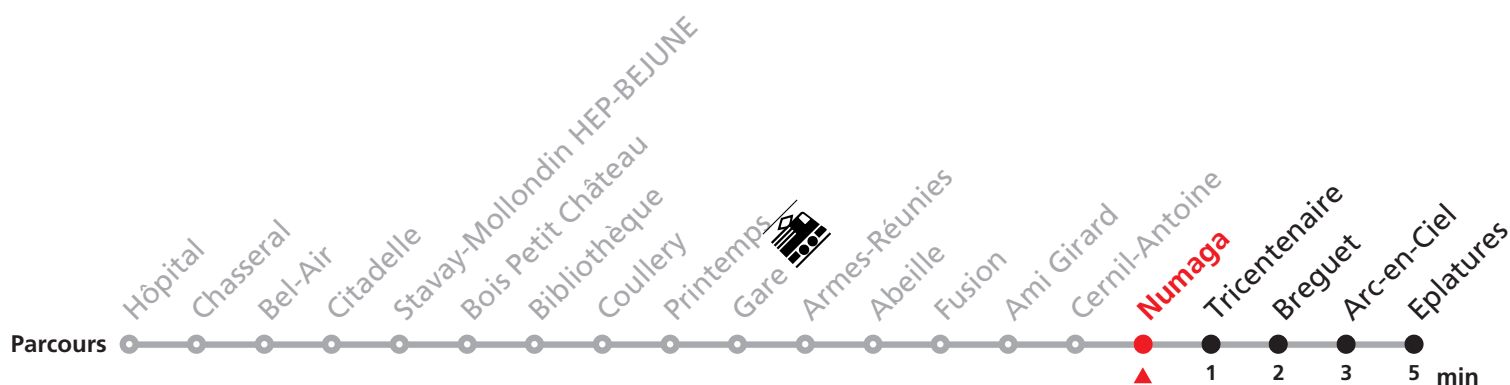 Hôpital
Chasseral
Bel-Air
Citadelle
Stavay-Mollondin HEP-BEJUNE
Bois Petit Château
Bibliothèque
Coullery
Printemps
Gare
Armes-Réunies
Abeille
Fusion
Ami Girard
Cernil-Antoine
Numaga
Tricentenaire
Breguet
Arc-en-Ciel
Eplatures
Parcours
1 2 3 5 min